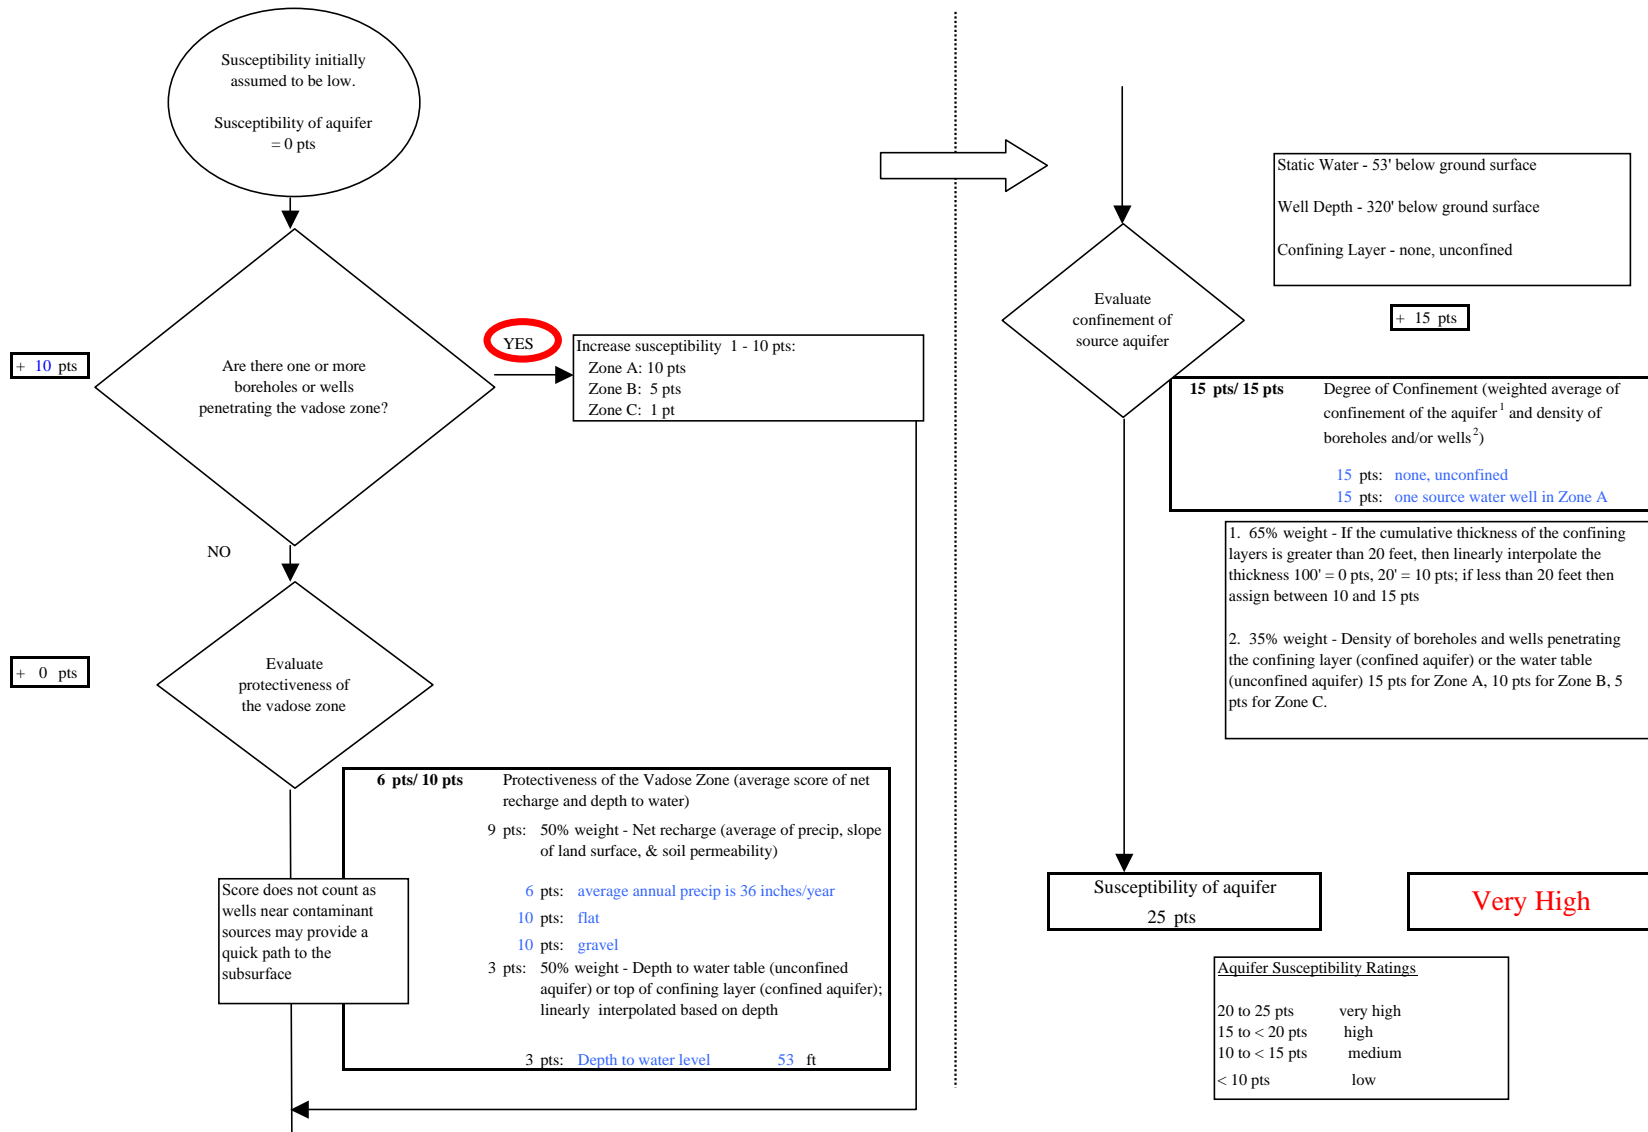 Susceptibility initially
assumed to be low.
Susceptibility of aquifer
= 0 pts
+ 10 pts
Are there one or more
boreholes or wells
penetrating the vadose zone?
YES
Increase susceptibility 1 - 10 pts:
Zone A: 10 pts
Zone B: 5 pts
Zone C: 1 pt
NO
+ 0 pts
Evaluate
protectiveness of
the vadose zone
6 pts/ 10 pts Protectiveness of the Vadose Zone (average score of net
recharge and depth to water)
9 pts: 50% weight - Net recharge (average of precip, slope
of land surface, & soil permeability)
6 pts: average annual precip is 36 inches/year
10 pts: flat
10 pts: gravel
3 pts: 50% weight - Depth to water table (unconfined
aquifer) or top of confining layer (confined aquifer);
linearly interpolated based on depth
3 pts: Depth to water level 53 ft
Score does not count as
wells near contaminant
sources may provide a
quick path to the
subsurface
Static Water - 53' below ground surface
Well Depth - 320' below ground surface
Confining Layer - none, unconfined
Evaluate
confinement of
source aquifer
+ 15 pts
15 pts/ 15 pts Degree of Confinement (weighted average of
confinement of the aquifer 1 and density of
boreholes and/or wells 2)
15 pts: none, unconfined
15 pts: one source water well in Zone A
1. 65% weight - If the cumulative thickness of the confining
layers is greater than 20 feet, then linearly interpolate the
thickness 100' = 0 pts, 20' = 10 pts; if less than 20 feet then
assign between 10 and 15 pts
2. 35% weight - Density of boreholes and wells penetrating
the confining layer (confined aquifer) or the water table
(unconfined aquifer) 15 pts for Zone A, 10 pts for Zone B, 5
pts for Zone C.
Susceptibility of aquifer
25 pts
Very High
Aquifer Susceptibility Ratings
20 to 25 pts very high
15 to < 20 pts high
10 to < 15 pts medium
< 10 pts low